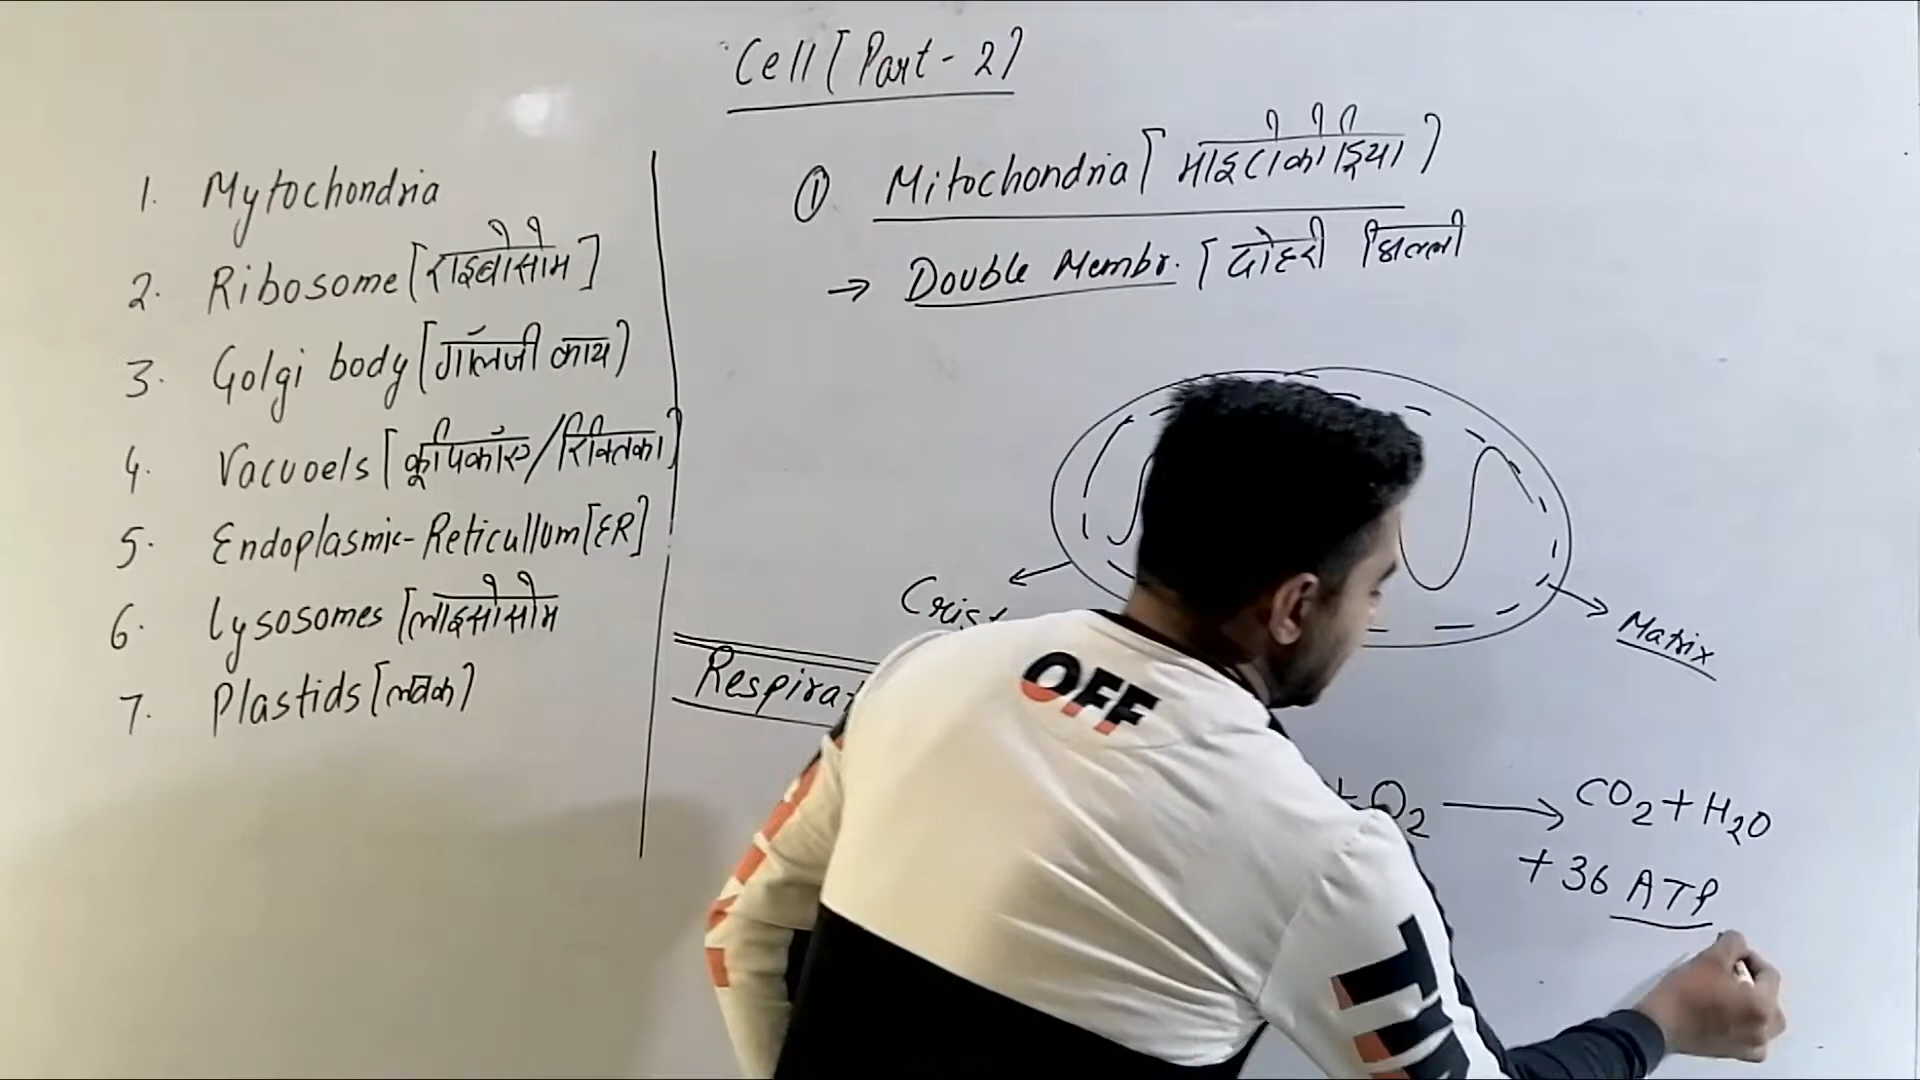 Cell [Part - 2]
1. Mytochondria
2. Ribosome [राइबोसोम]
3. Golgi body [गॉलजी काय)
4. Vacuoels [ /रिक्तिका)
5. Endoplasmic-Reticullum [ER]
6. Lysosomes [लाइसोसोम
7. Plastids [लवक)
① Mitochondria [ )
→ Double Membr. [दोहरी झिल्ली
Matrix
+ O2 → CO2 + H2O
+ 36 ATP
OFF